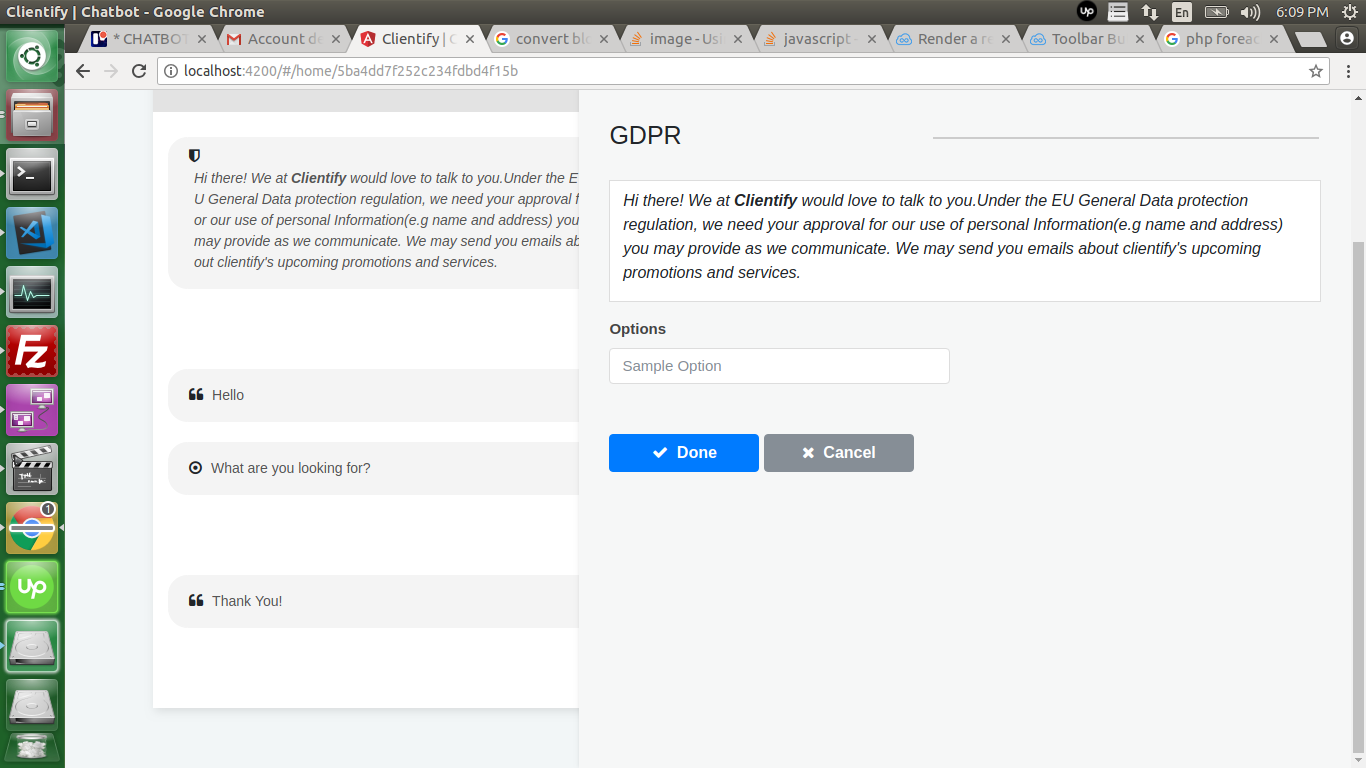 Clientify | Chatbot - Google Chrome
Up
En
6:09 PM
* CHATBOT
Account de
Clientify | C
convert blo
image - Usi
javascript -
Render a re
Toolbar Bu
php foreac
localhost:4200/#/home/5ba4dd7f252c234fdbd4f15b
Hi there! We at Clientify would love to talk to you.Under the E
U General Data protection regulation, we need your approval f
or our use of personal Information(e.g name and address) you
may provide as we communicate. We may send you emails ab
out clientify's upcoming promotions and services.
Hello
What are you looking for?
Thank You!
GDPR
Hi there! We at Clientify would love to talk to you.Under the EU General Data protection
regulation, we need your approval for our use of personal Information(e.g name and address)
you may provide as we communicate. We may send you emails about clientify's upcoming
promotions and services.
Options
Sample Option
Done
Cancel
Fz
1
Up